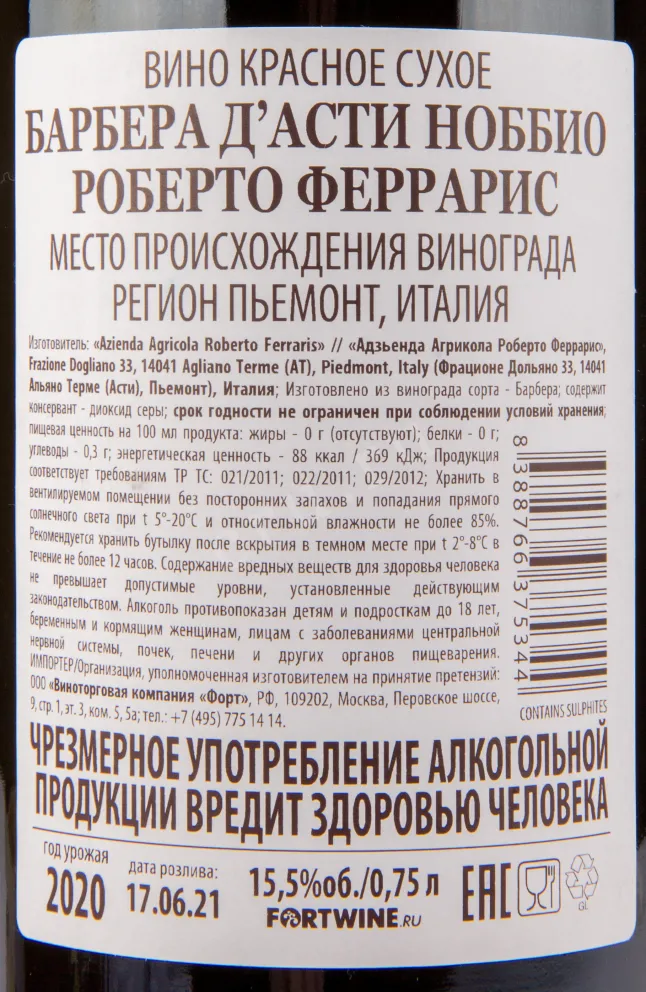 ВИНО КРАСНОЕ СУХОЕ
БАРБЕРА Д’АСТИ НОББИО
РОБЕРТО ФЕРРАРИС
МЕСТО ПРОИСХОЖДЕНИЯ ВИНОГРАДА
РЕГИОН ПЬЕМОНТ, ИТАЛИЯ
Изготовитель: «Azienda Agricola Roberto Ferraris» // «Адзьенда Агрикола Роберто Феррарис»,
Frazione Dogliano 33, 14041 Agliano Terme (AT), Piedmont, Italy (Фрационе Дольяно 33, 14041
Альяно Терме (Асти), Пьемонт), Италия; Изготовлено из винограда сорта - Барбера; содержит
консервант - диоксид серы; срок годности не ограничен при соблюдении условий хранения;
пищевая ценность на 100 мл продукта: жиры - 0 г (отсутствуют); белки - 0 г;
углеводы - 0,3 г; энергетическая ценность - 88 ккал / 369 кДж; Продукция
соответствует требованиям ТР ТС: 021/2011; 022/2011; 029/2012; Хранить в
вентилируемом помещении без посторонних запахов и попадания прямого
солнечного света при t 5°-20°C и относительной влажности не более 85%.
Рекомендуется хранить бутылку после вскрытия в темном месте при t 2°-8°C в
течение не более 12 часов. Содержание вредных веществ для здоровья человека
не превышает допустимые уровни, установленные действующим
законодательством. Алкоголь противопоказан детям и подросткам до 18 лет,
беременным и кормящим женщинам, лицам с заболеваниями центральной
нервной системы, почек, печени и других органов пищеварения.
ИМПОРТЕР/Организация, уполномоченная изготовителем на принятие претензий:
ООО «Виноторговая компания «Форт», РФ, 109202, Москва, Перовское шоссе,
9, стр. 1, эт. 3, ком. 5, 5а; тел.: +7 (495) 775 14 14.
8 388766 375344
CONTAINS SULPHITES
ЧРЕЗМЕРНОЕ УПОТРЕБЛЕНИЕ АЛКОГОЛЬНОЙ
ПРОДУКЦИИ ВРЕДИТ ЗДОРОВЬЮ ЧЕЛОВЕКА
год урожая
2020
дата розлива:
17.06.21
15,5%об./0,75 л
FORTWINE.RU
EAC
GL